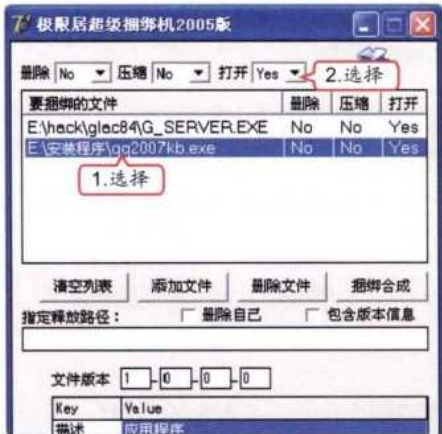 极限居超级捆绑机2005版
删除 No 压缩 No 打开 Yes 2.选择
要捆绑的文件 删除 压缩 打开
E:\hack\glac84\G_SERVER.EXE No No Yes
E:\安装程序\qq2007kb.exe No No Yes
1.选择
清空列表 添加文件 删除文件 捆绑合成
指定释放路径： 删除自己 包含版本信息
文件版本 1 - 0 - 0 - 0
Key Value
描述 应用程序